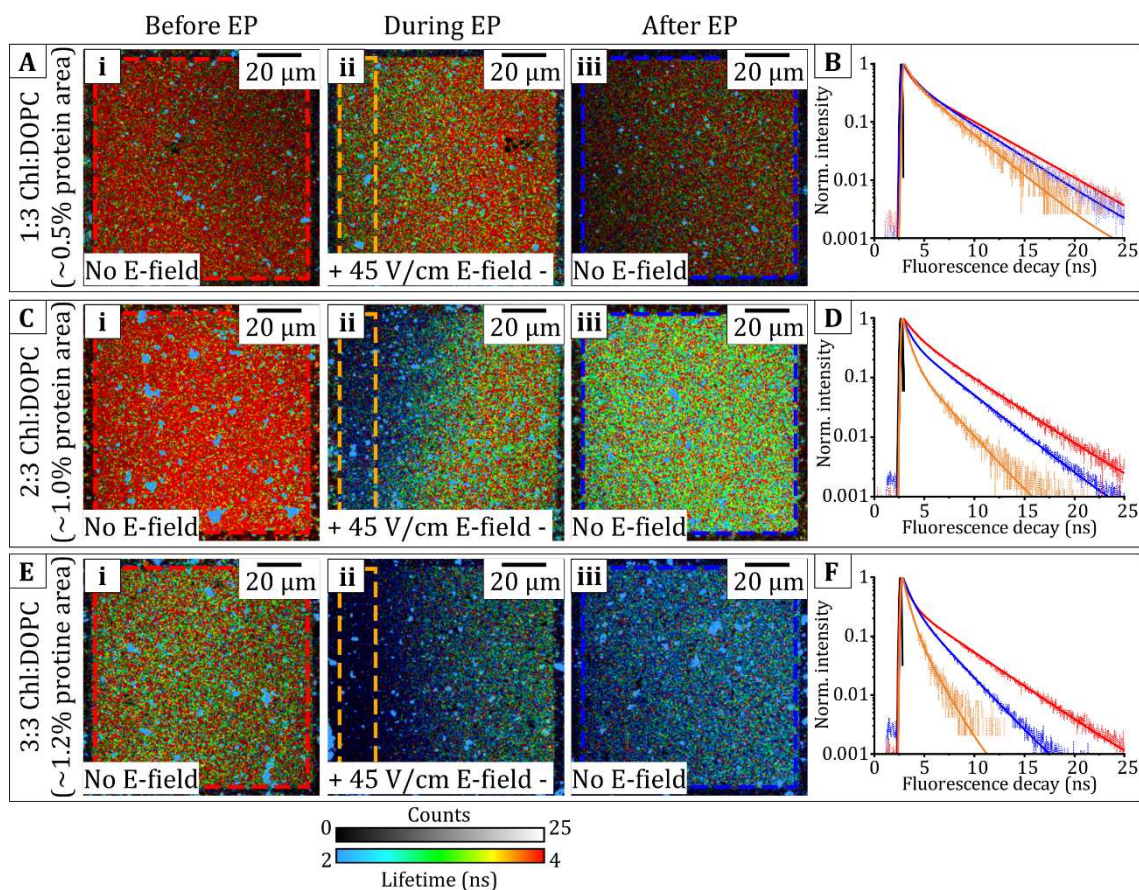 Before EP
During EP
After EP
A
1:3 Chl:DOPC
(~0.5% protein area)
i
20 μm
No E-field
ii
20 μm
+ 45 V/cm E-field -
iii
20 μm
No E-field
B
Norm. intensity
1
0.1
0.01
0.001
0 5 10 15 20 25
Fluorescence decay (ns)
C
2:3 Chl:DOPC
(~1.0% protein area)
i
20 μm
No E-field
ii
20 μm
+ 45 V/cm E-field -
iii
20 μm
No E-field
D
Norm. intensity
1
0.1
0.01
0.001
0 5 10 15 20 25
Fluorescence decay (ns)
E
3:3 Chl:DOPC
(~1.2% protine area)
i
20 μm
No E-field
ii
20 μm
+ 45 V/cm E-field -
iii
20 μm
No E-field
F
Norm. intensity
1
0.1
0.01
0.001
0 5 10 15 20 25
Fluorescence decay (ns)
Counts
0 25
2 4
Lifetime (ns)